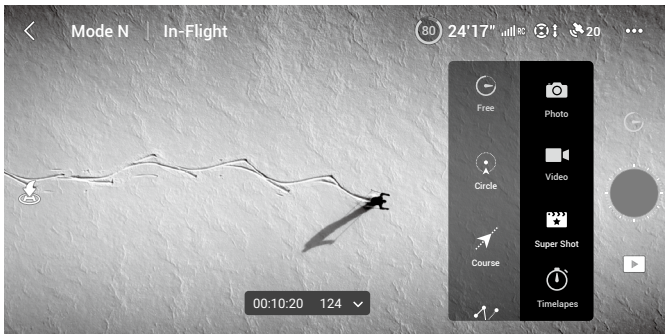 Mode N | In-Flight 80 24'17" RC 20
Free
Photo
Circle
Video
Course
Super Shot
Timelapes
00:10:20 124